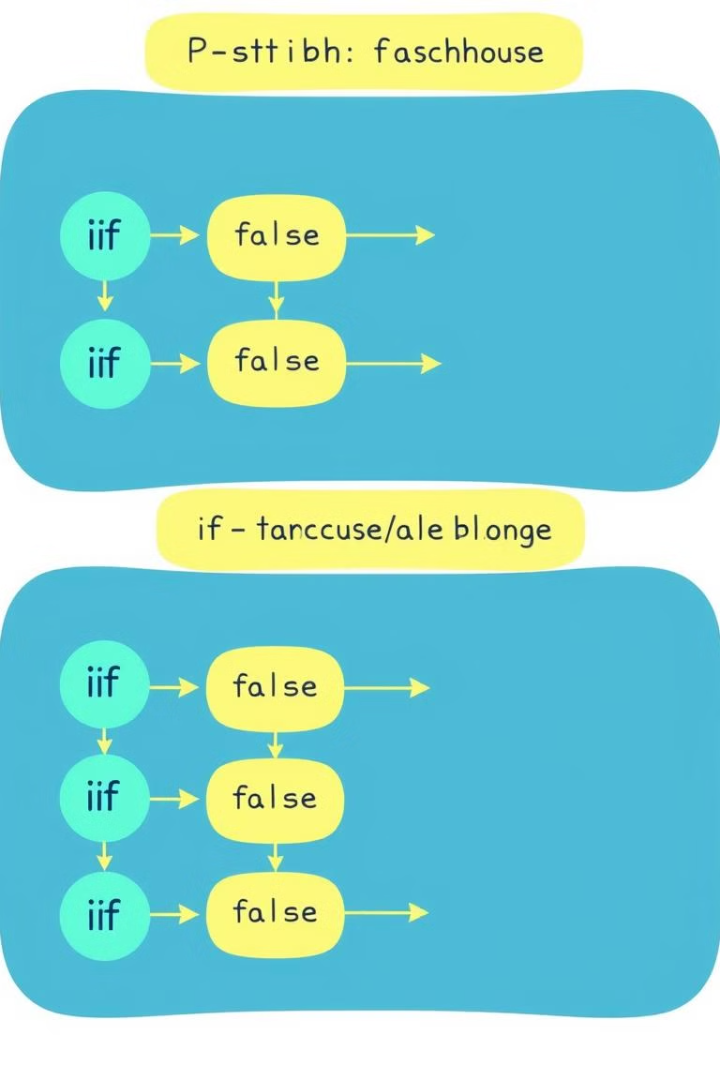 P-sttibh: faschhouse
iif false
iif false
if - tanccuse/ale blonge
iif false
iif false
iif false